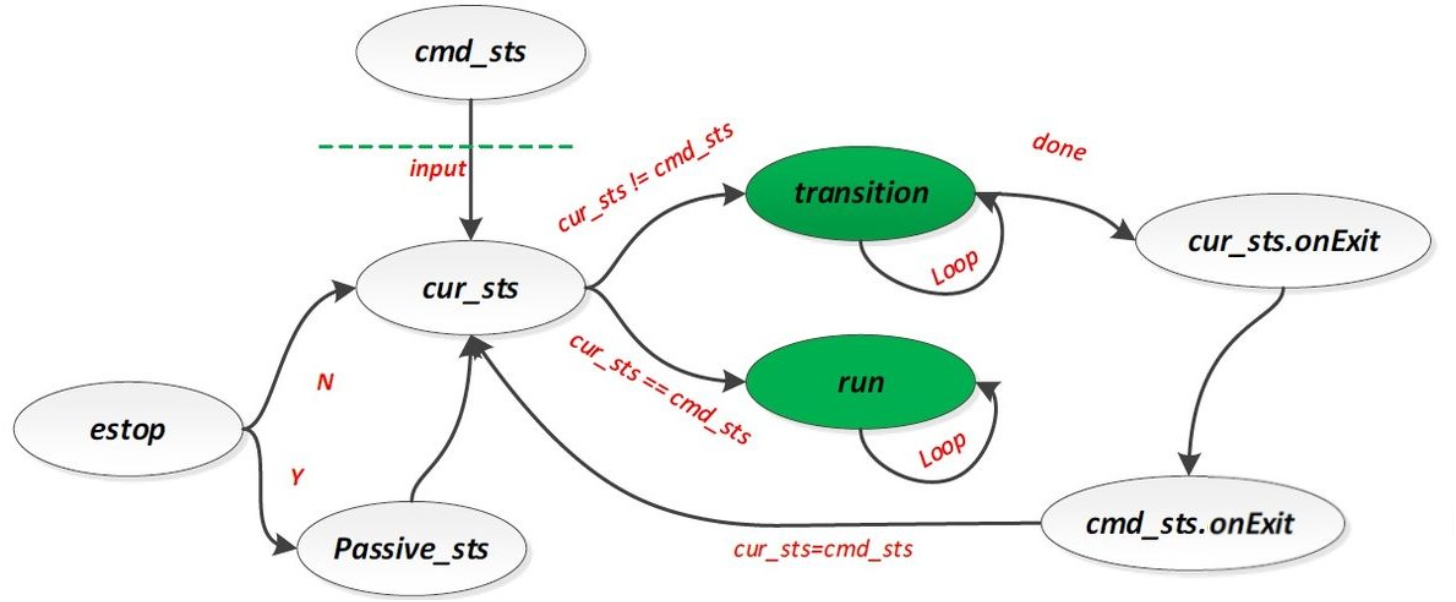 cmd_sts
input
cur_sts != cmd_sts
done
transition
Loop
cur_sts.onExit
cur_sts
cur_sts == cmd_sts
run
Loop
N
estop
Y
Passive_sts
cmd_sts.onExit
cur_sts=cmd_sts